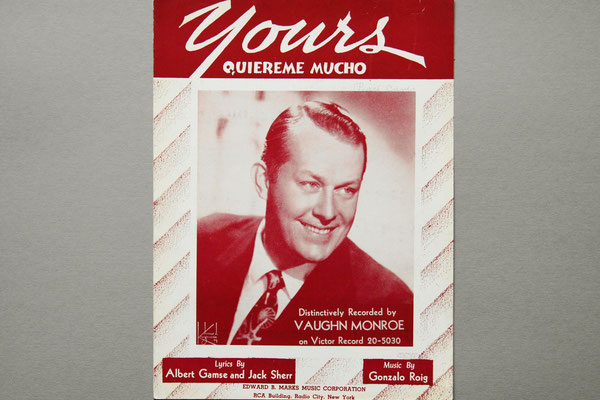 Yours
QUIEREME MUCHO
Distinctively Recorded by
VAUGHN MONROE
on Victor Record 20-5030
Lyrics By
Albert Gamse and Jack Sherr
Music By
Gonzalo Roig
EDWARD B. MARKS MUSIC CORPORATION
RCA Building, Radio City, New York